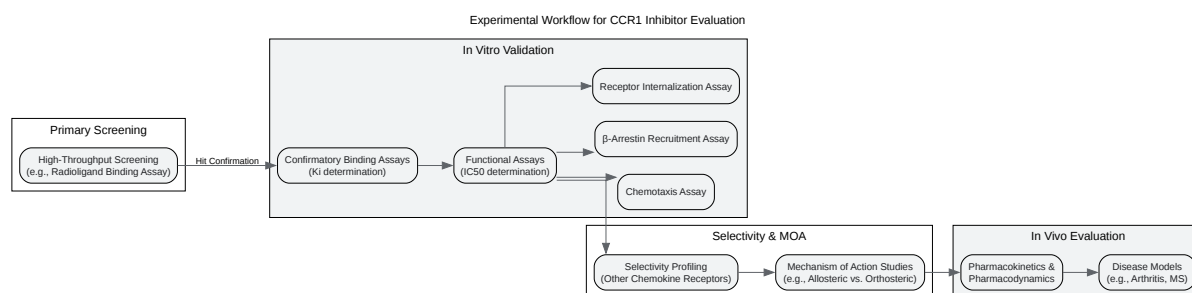 Experimental Workflow for CCR1 Inhibitor Evaluation
In Vitro Validation
Receptor Internalization Assay
Primary Screening
High-Throughput Screening
(e.g., Radioligand Binding Assay)
Hit Confirmation
Confirmatory Binding Assays
(Ki determination)
Functional Assays
(IC50 determination)
β-Arrestin Recruitment Assay
Chemotaxis Assay
Selectivity & MOA
Selectivity Profiling
(Other Chemokine Receptors)
Mechanism of Action Studies
(e.g., Allosteric vs. Orthosteric)
In Vivo Evaluation
Pharmacokinetics &
Pharmacodynamics
Disease Models
(e.g., Arthritis, MS)